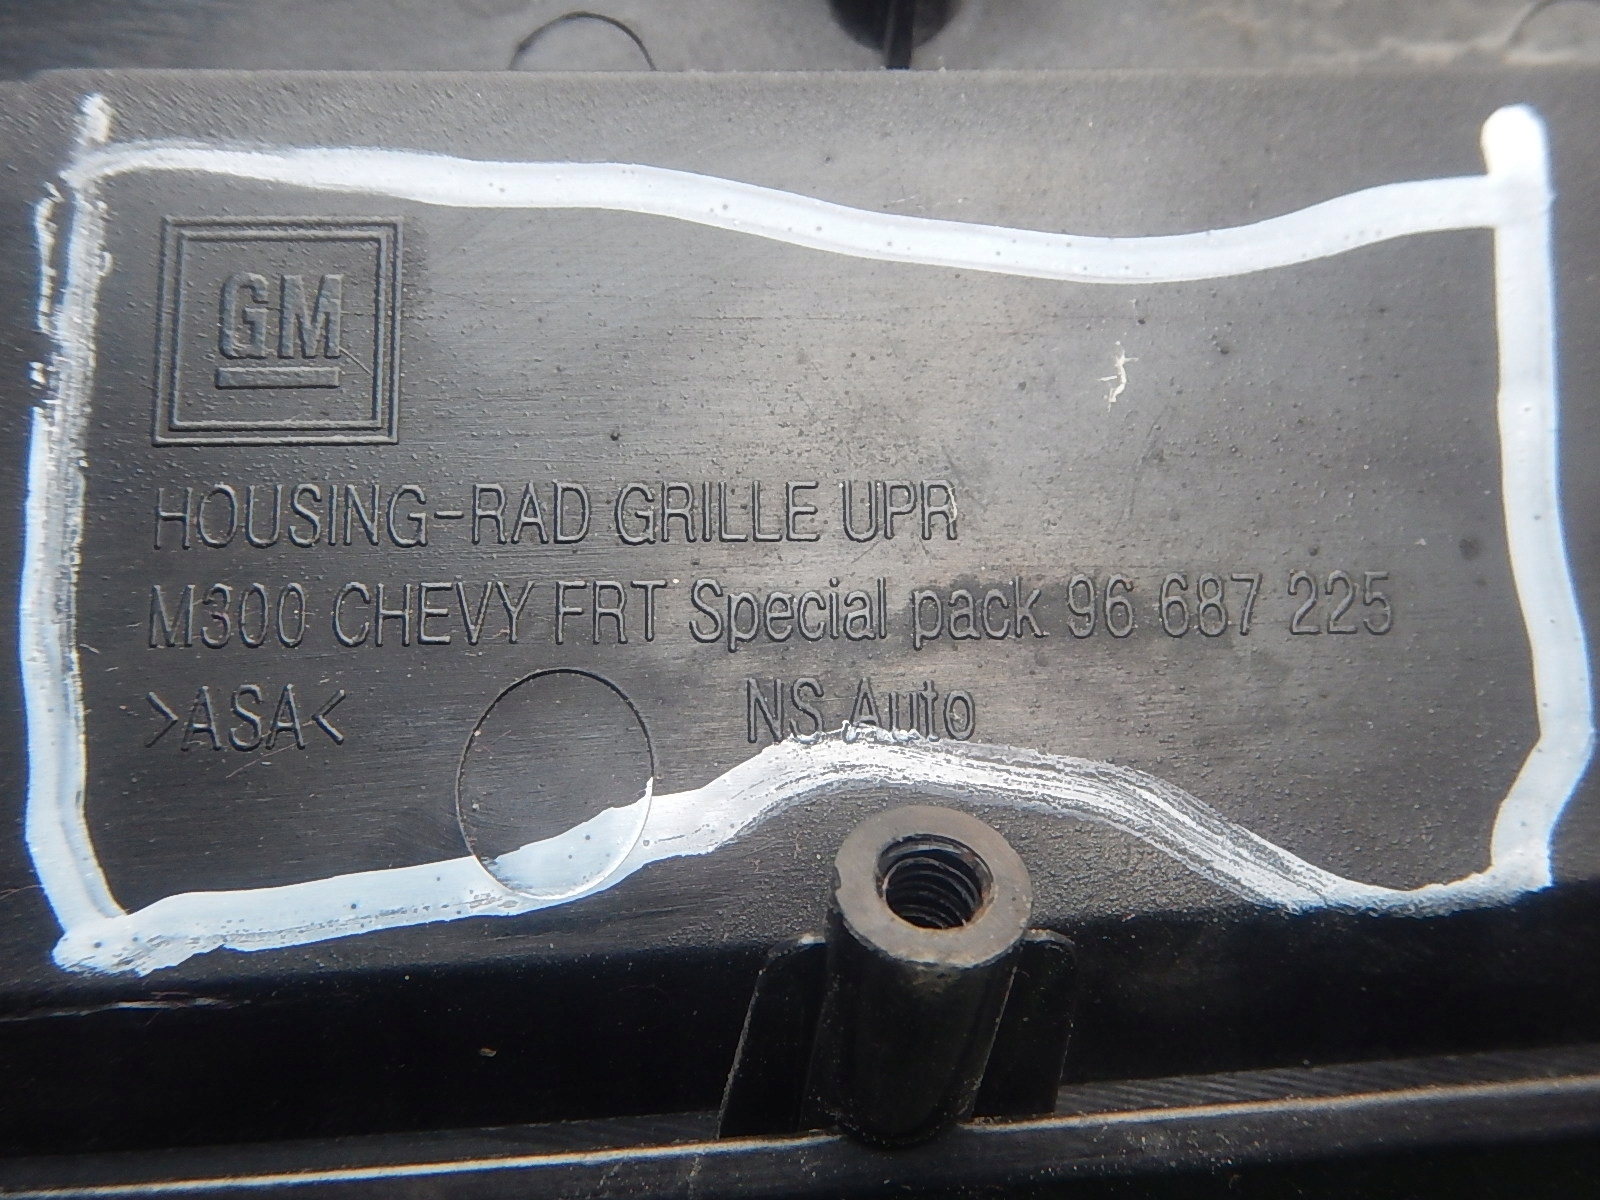 GM
HOUSING-RAD GRILLE UPR
M300 CHEVY FRT Special pack 96 687 225
>ASA< NS Auto